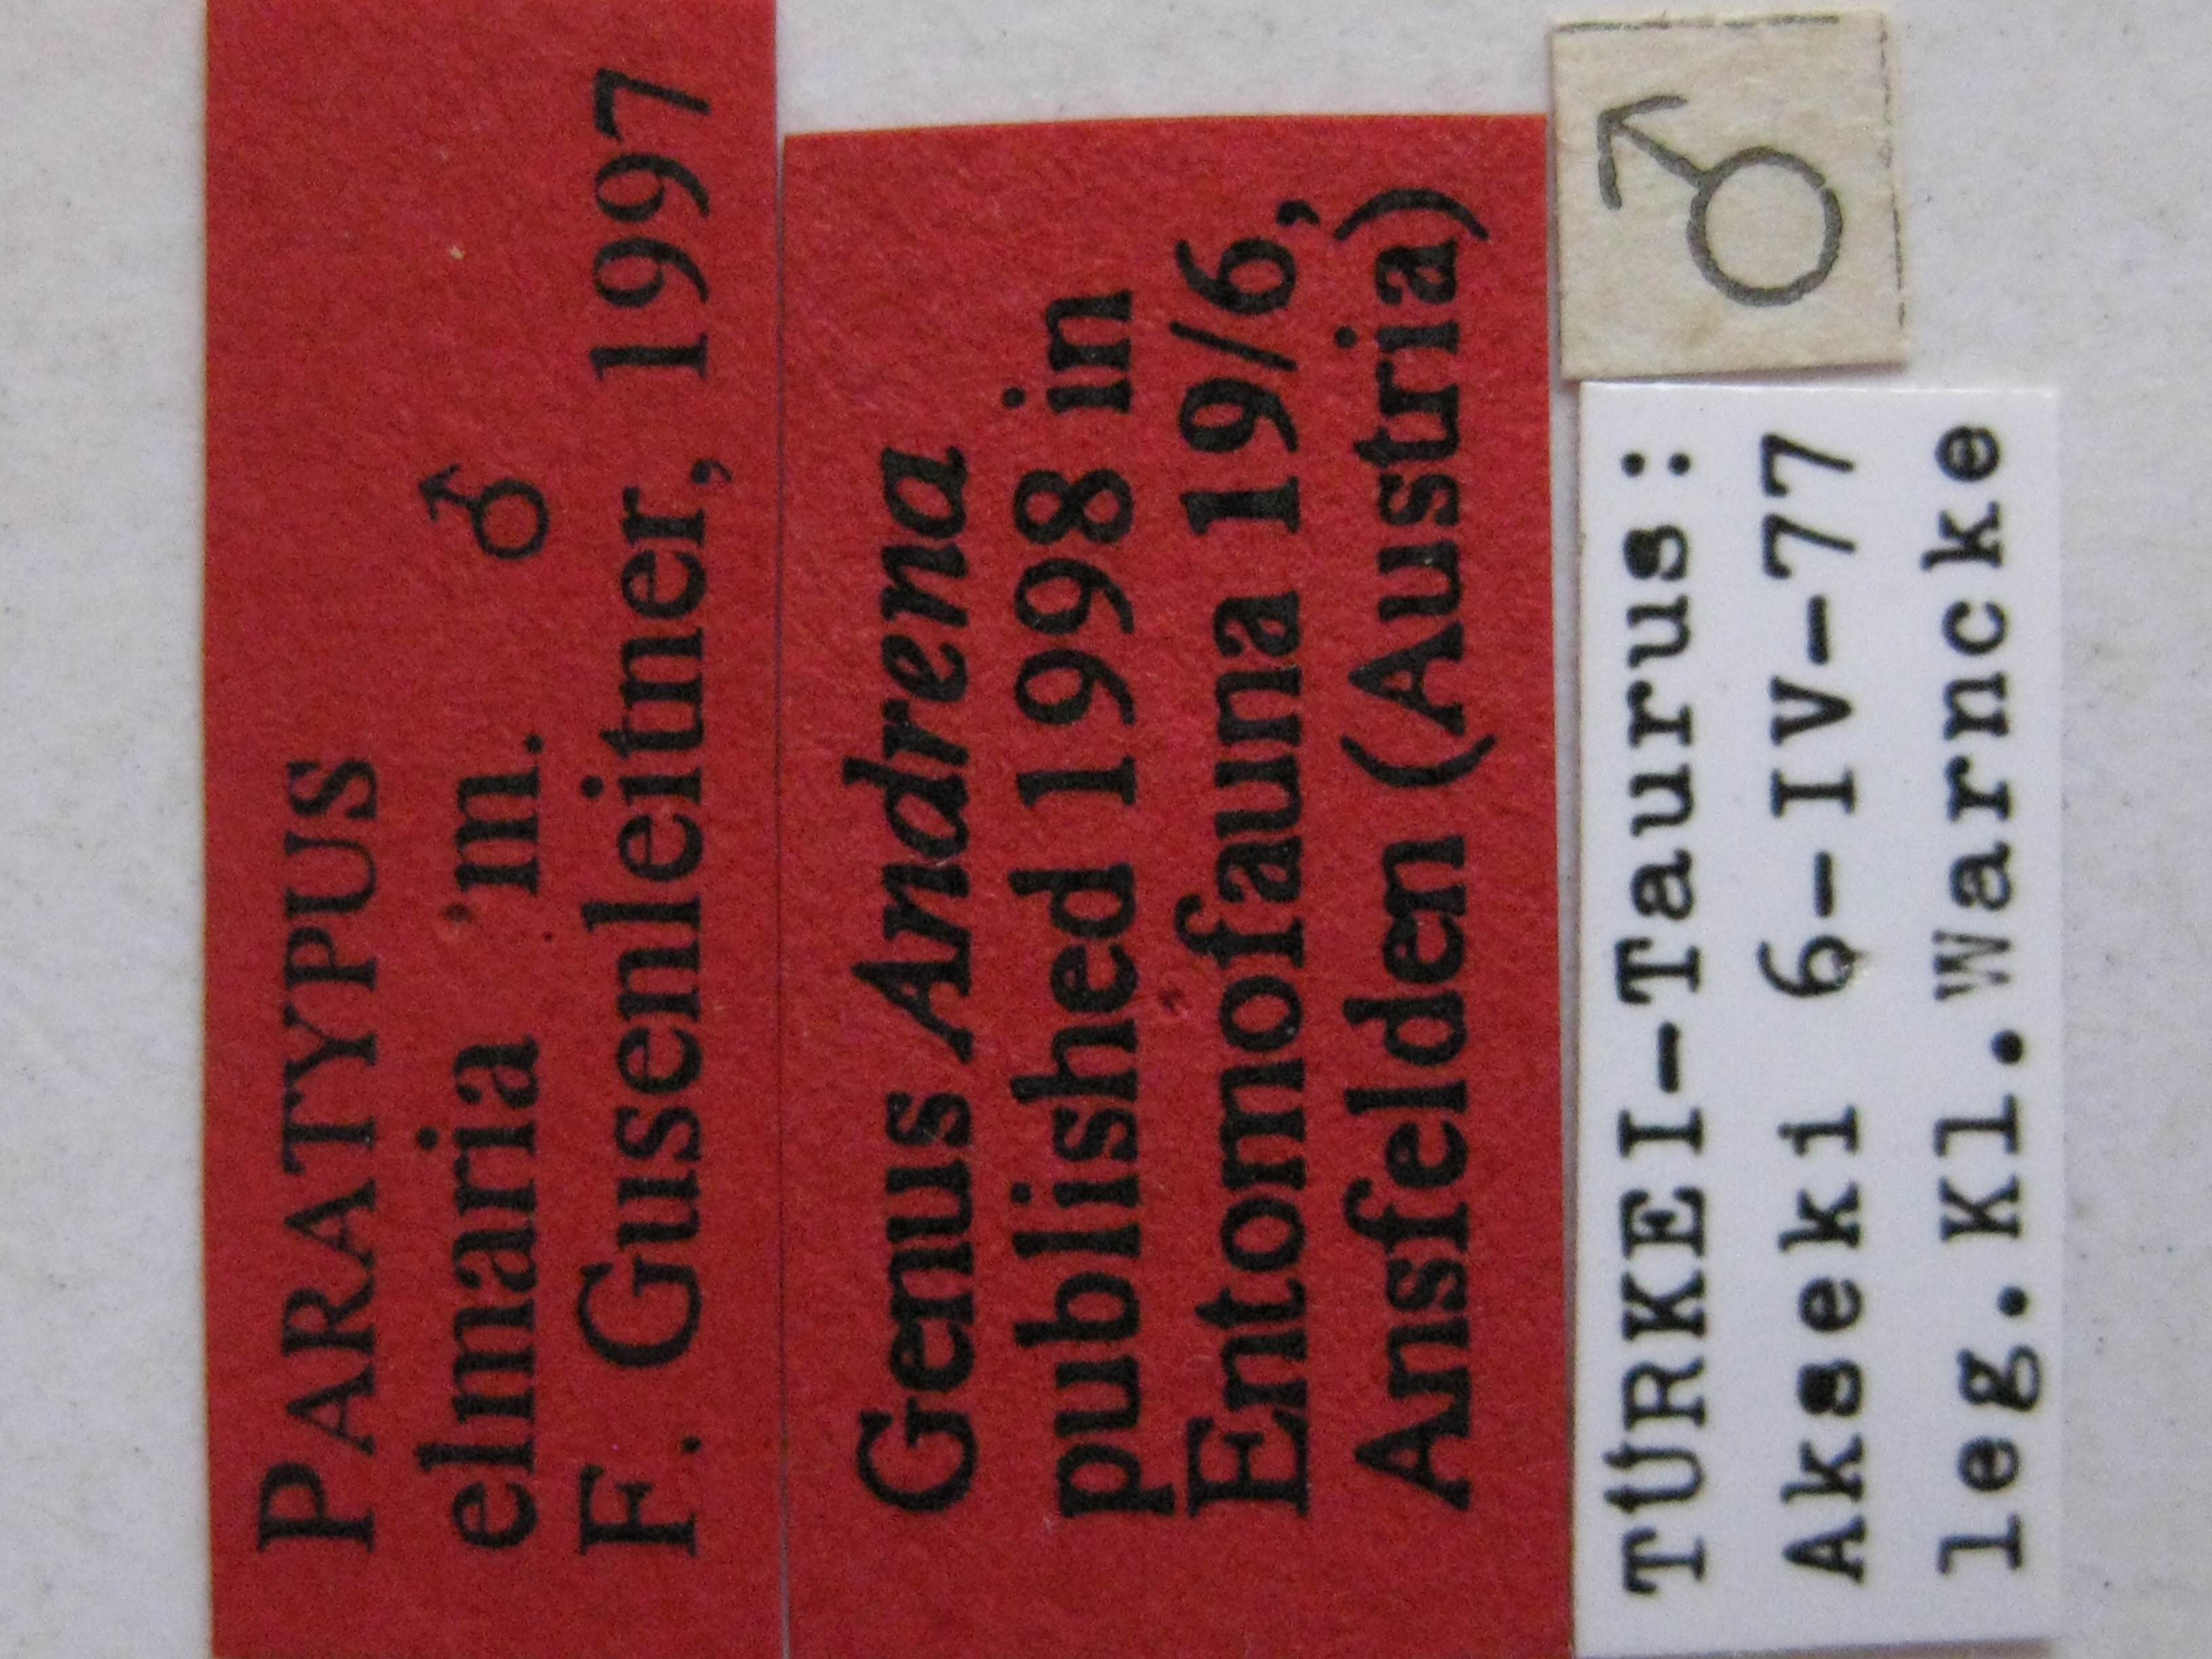 PARATYPUS
elmaria 'm. ♂
F. Gusenleitner, 1997
Genus Andrena
published 1998 in
Entomofauna 19/6,
Ansfelden (Austria)
♂
TÜRKEI-Taurus:
Akseki 6-IV-77
leg. Kl. Warncke